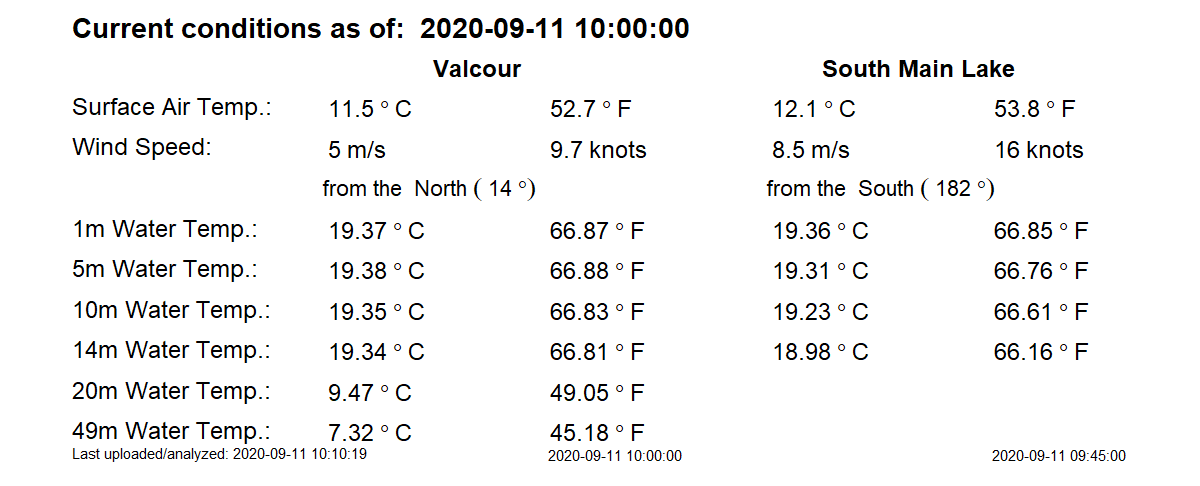 Current conditions as of: 2020-09-11 10:00:00
Valcour South Main Lake
Surface Air Temp.: 11.5 ° C 52.7 ° F 12.1 ° C 53.8 ° F
Wind Speed: 5 m/s 9.7 knots 8.5 m/s 16 knots
from the North ( 14 °) from the South ( 182 °)
1m Water Temp.: 19.37 ° C 66.87 ° F 19.36 ° C 66.85 ° F
5m Water Temp.: 19.38 ° C 66.88 ° F 19.31 ° C 66.76 ° F
10m Water Temp.: 19.35 ° C 66.83 ° F 19.23 ° C 66.61 ° F
14m Water Temp.: 19.34 ° C 66.81 ° F 18.98 ° C 66.16 ° F
20m Water Temp.: 9.47 ° C 49.05 ° F
49m Water Temp.: 7.32 ° C 45.18 ° F
Last uploaded/analyzed: 2020-09-11 10:10:19 2020-09-11 10:00:00 2020-09-11 09:45:00